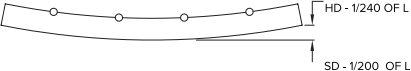 HD - 1/240 OF L
SD - 1/200 OF L